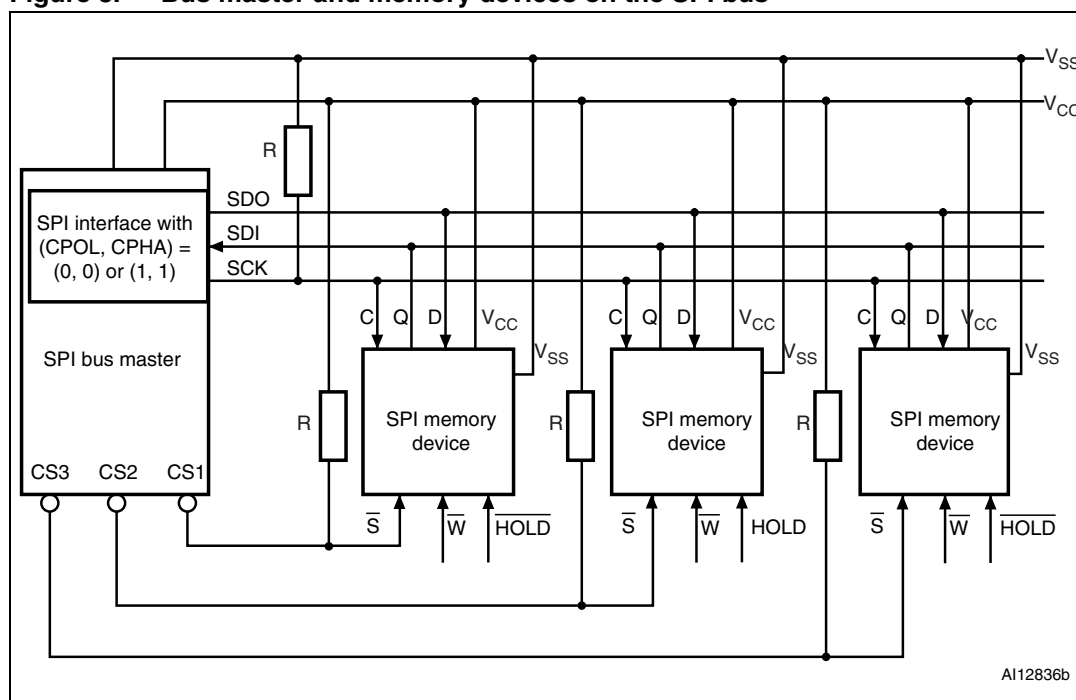 Figure 3. Bus master and memory devices on the SPI bus
VSS
VCC
R
SDO
SDI
SCK
SPI interface with
(CPOL, CPHA) =
(0, 0) or (1, 1)
SPI bus master
CS3 CS2 CS1
C Q D VCC VSS
C Q D VCC VSS
C Q D VCC VSS
R
SPI memory
device
R
SPI memory
device
R
SPI memory
device
S̅ W̅ H̅O̅L̅D̅
S̅ W̅ HOLD
S̅ W̅ H̅O̅L̅D̅
AI12836b